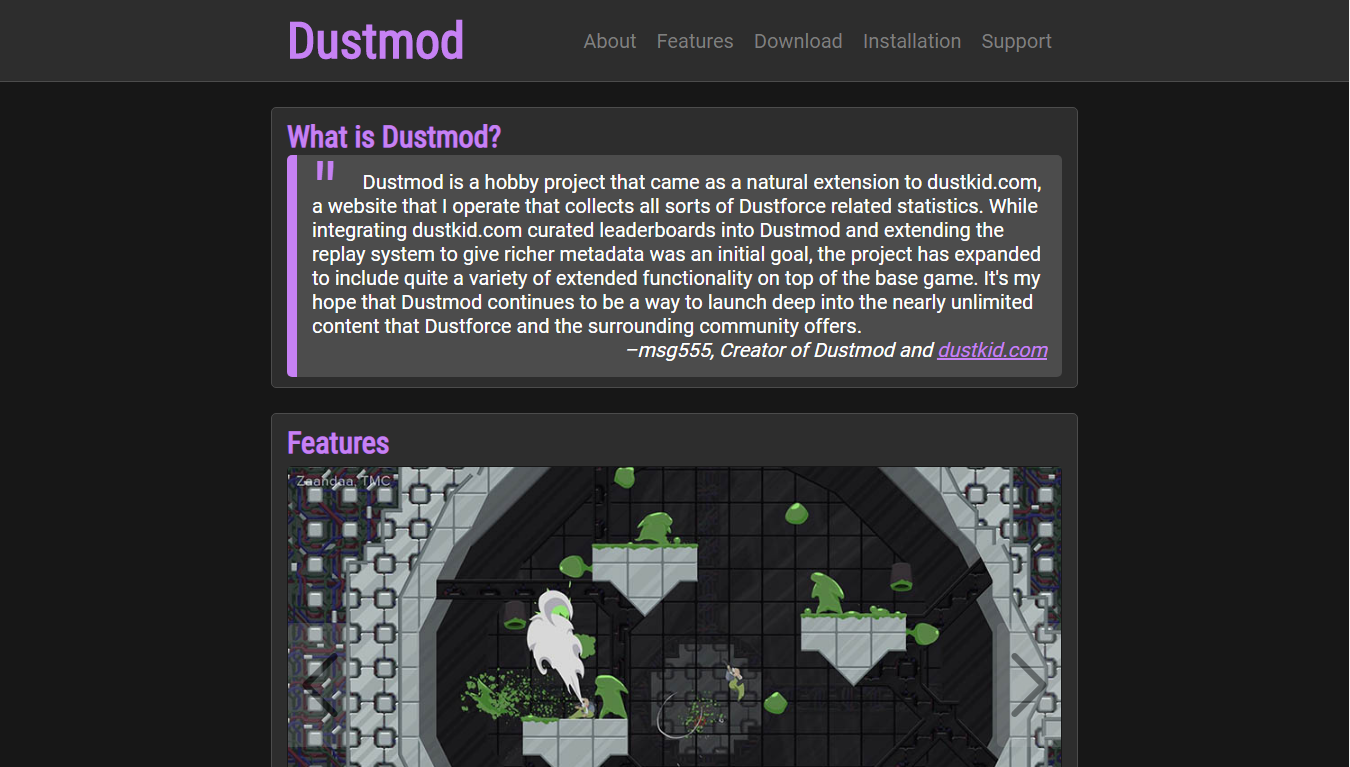 Dustmod
About Features Download Installation Support
What is Dustmod?
" Dustmod is a hobby project that came as a natural extension to dustkid.com,
a website that I operate that collects all sorts of Dustforce related statistics. While
integrating dustkid.com curated leaderboards into Dustmod and extending the
replay system to give richer metadata was an initial goal, the project has expanded
to include quite a variety of extended functionality on top of the base game. It's my
hope that Dustmod continues to be a way to launch deep into the nearly unlimited
content that Dustforce and the surrounding community offers.
–msg555, Creator of Dustmod and dustkid.com
Features
Zaandaa, TMC